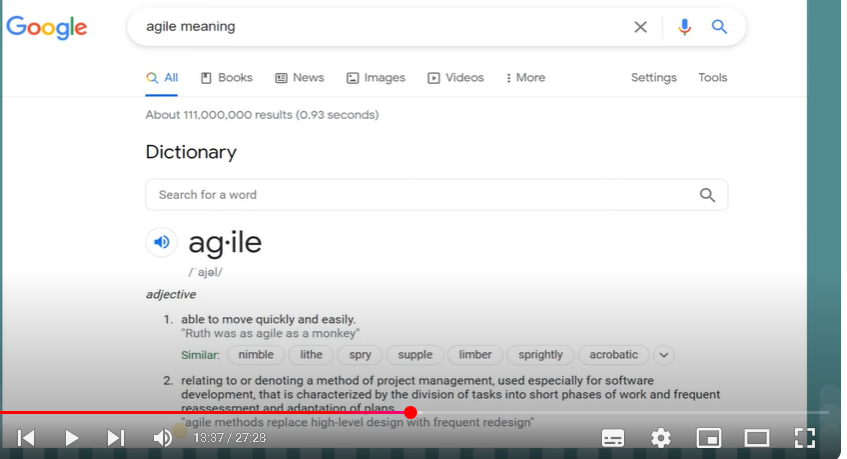 Google
agile meaning
All Books News Images Videos More Settings Tools
About 111,000,000 results (0.93 seconds)
Dictionary
Search for a word
ag·ile
/ˈajəl/
adjective
1. able to move quickly and easily.
"Ruth was as agile as a monkey"
Similar: nimble lithe spry supple limber sprightly acrobatic
2. relating to or denoting a method of project management, used especially for software
development, that is characterized by the division of tasks into short phases of work and frequent
reassessment and adaptation of plans.
"agile methods replace high-level design with frequent redesign"
13:37 / 27:28